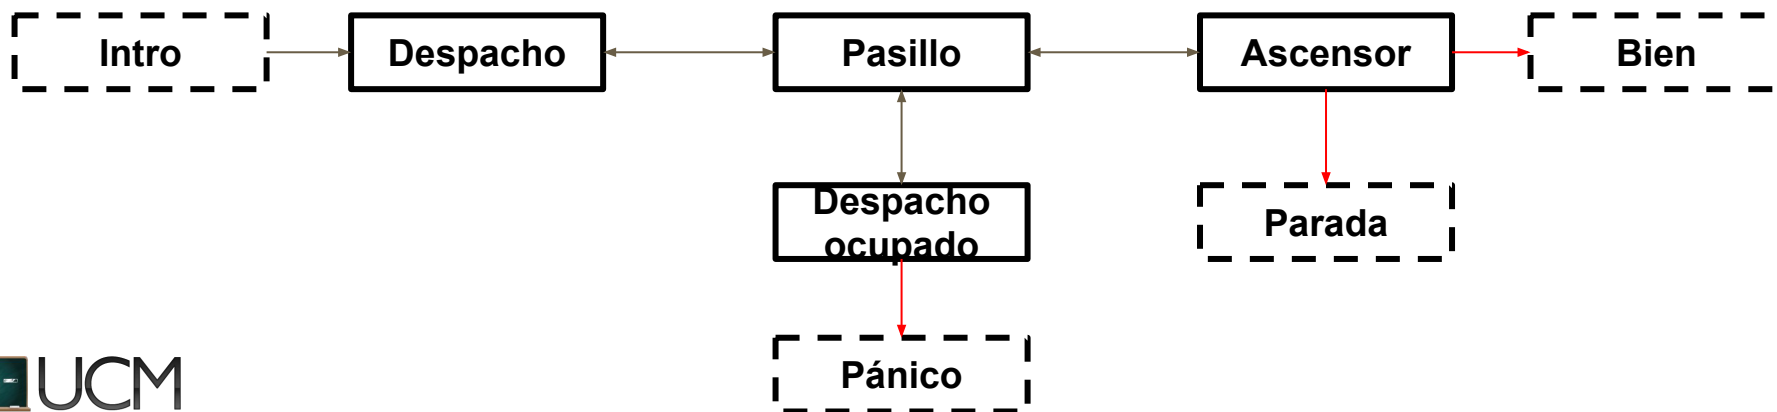 Intro
Despacho
Pasillo
Ascensor
Bien
Despacho
ocupado
Parada
Pánico
UCM